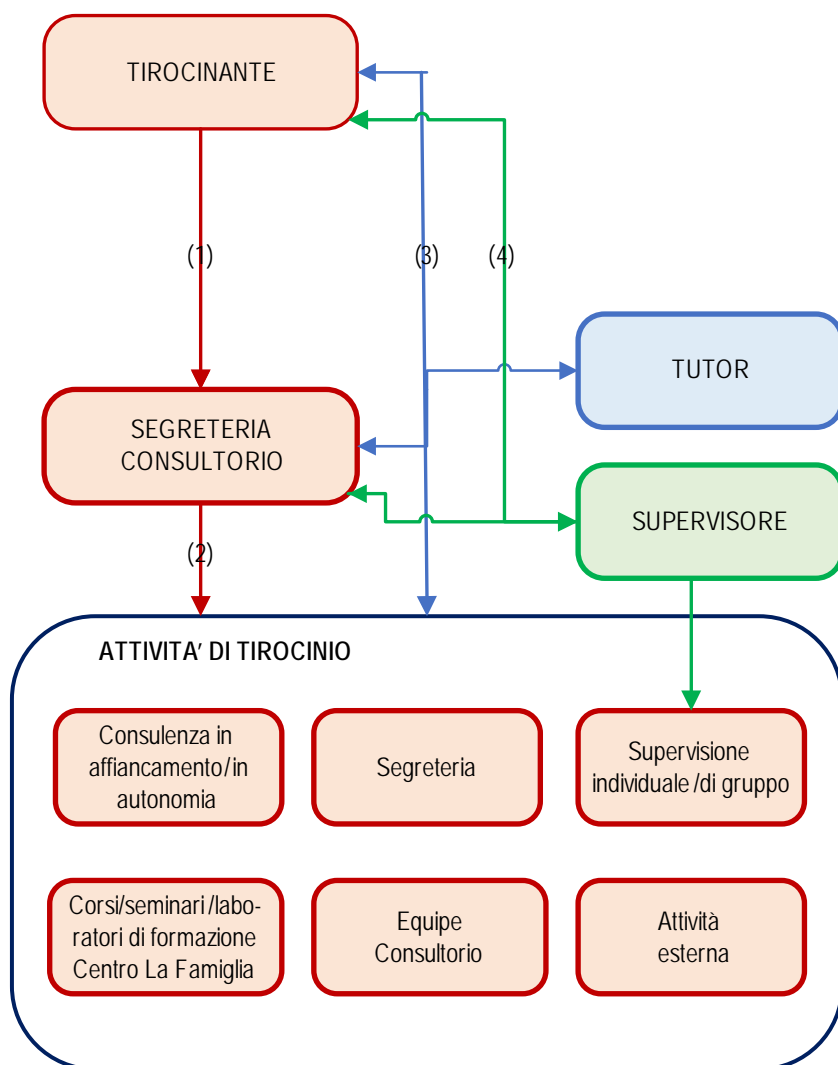 TIROCINANTE
(1)
(3)
(4)
TUTOR
SEGRETERIA
CONSULTORIO
SUPERVISORE
(2)
ATTIVITA’ DI TIROCINIO
Consulenza in
affiancamento/in
autonomia
Segreteria
Supervisione
individuale/di gruppo
Corsi/seminari/labo-
ratori di formazione
Centro La Famiglia
Equipe
Consultorio
Attività
esterna